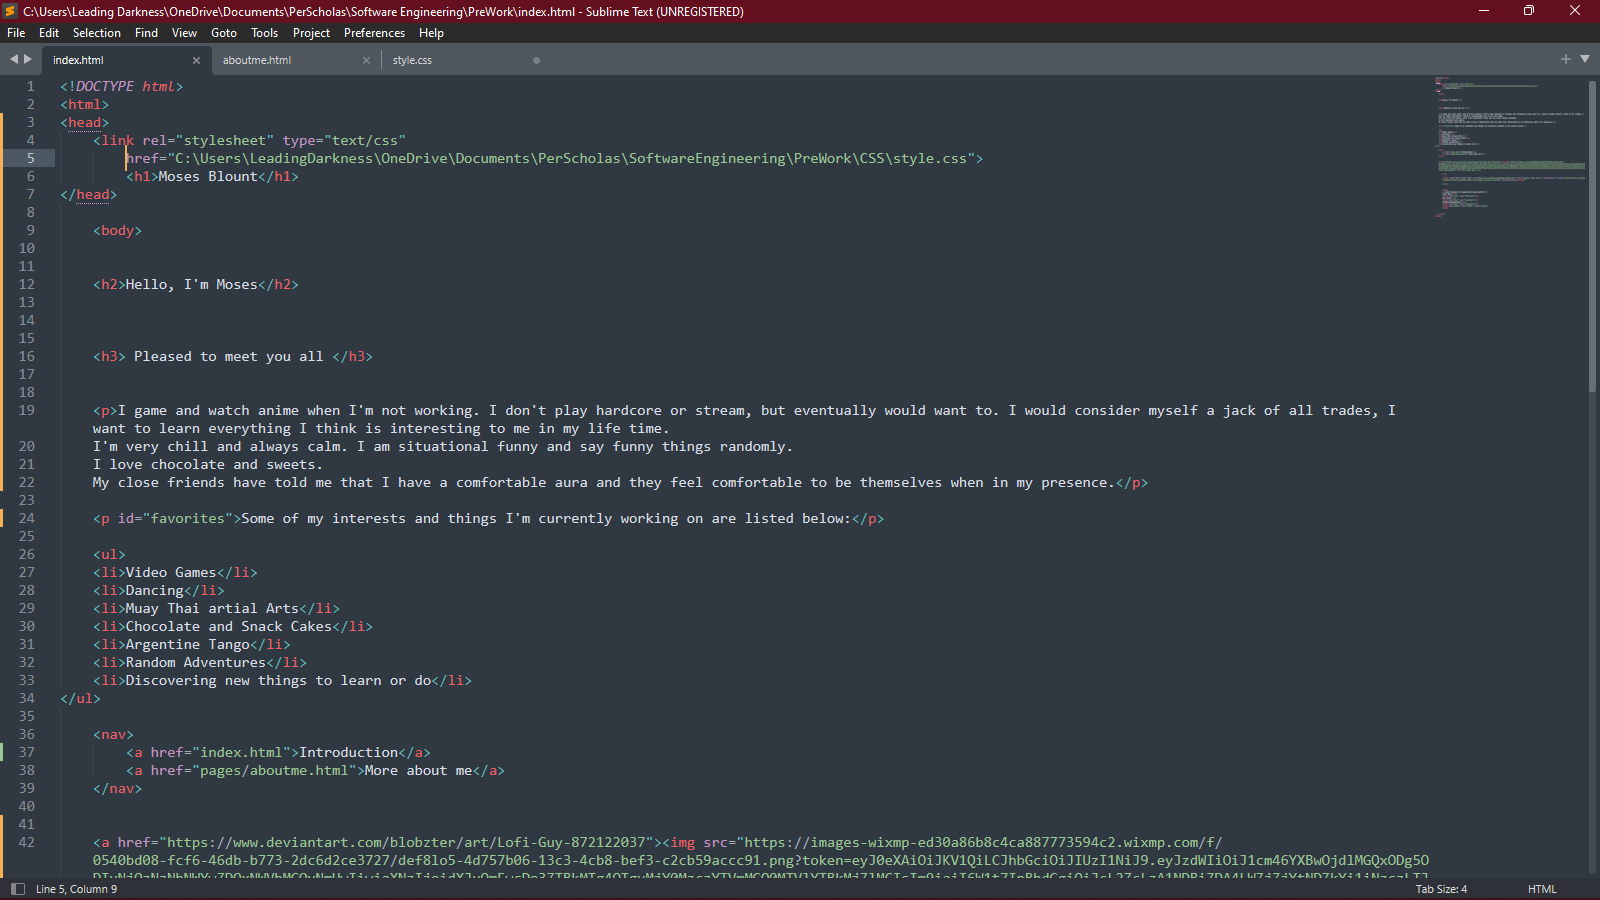 C:\Users\Leading Darkness\OneDrive\Documents\PerScholas\Software Engineering\PreWork\index.html - Sublime Text (UNREGISTERED)
File Edit Selection Find View Goto Tools Project Preferences Help
index.html aboutme.html style.css
1 <!DOCTYPE html>
2 <html>
3 <head>
4 <link rel="stylesheet" type="text/css"
5 href="C:\Users\LeadingDarkness\OneDrive\Documents\PerScholas\SoftwareEngineering\PreWork\CSS\style.css">
6 <h1>Moses Blount</h1>
7 </head>
8
9 <body>
10
11
12 <h2>Hello, I'm Moses</h2>
13
14
15
16 <h3> Pleased to meet you all </h3>
17
18
19 <p>I game and watch anime when I'm not working. I don't play hardcore or stream, but eventually would want to. I would consider myself a jack of all trades, I
want to learn everything I think is interesting to me in my life time.
20 I'm very chill and always calm. I am situational funny and say funny things randomly.
21 I love chocolate and sweets.
22 My close friends have told me that I have a comfortable aura and they feel comfortable to be themselves when in my presence.</p>
23
24 <p id="favorites">Some of my interests and things I'm currently working on are listed below:</p>
25
26 <ul>
27 <li>Video Games</li>
28 <li>Dancing</li>
29 <li>Muay Thai artial Arts</li>
30 <li>Chocolate and Snack Cakes</li>
31 <li>Argentine Tango</li>
32 <li>Random Adventures</li>
33 <li>Discovering new things to learn or do</li>
34 </ul>
35
36 <nav>
37 <a href="index.html">Introduction</a>
38 <a href="pages/aboutme.html">More about me</a>
39 </nav>
40
41
42 <a href="https://www.deviantart.com/blobzter/art/Lofi-Guy-872122037"><img src="https://images-wixmp-ed30a86b8c4ca887773594c2.wixmp.com/f/
0540bd08-fcf6-46db-b773-2dc6d2ce3727/def81o5-4d757b06-13c3-4cb8-bef3-c2cb59accc91.png?token=eyJ0eXAiOiJKV1QiLCJhbGciOiJIUzI1NiJ9.eyJzdWIiOiJ1cm46YXBwOjdlMGQxODg5O
Line 5, Column 9 Tab Size: 4 HTML